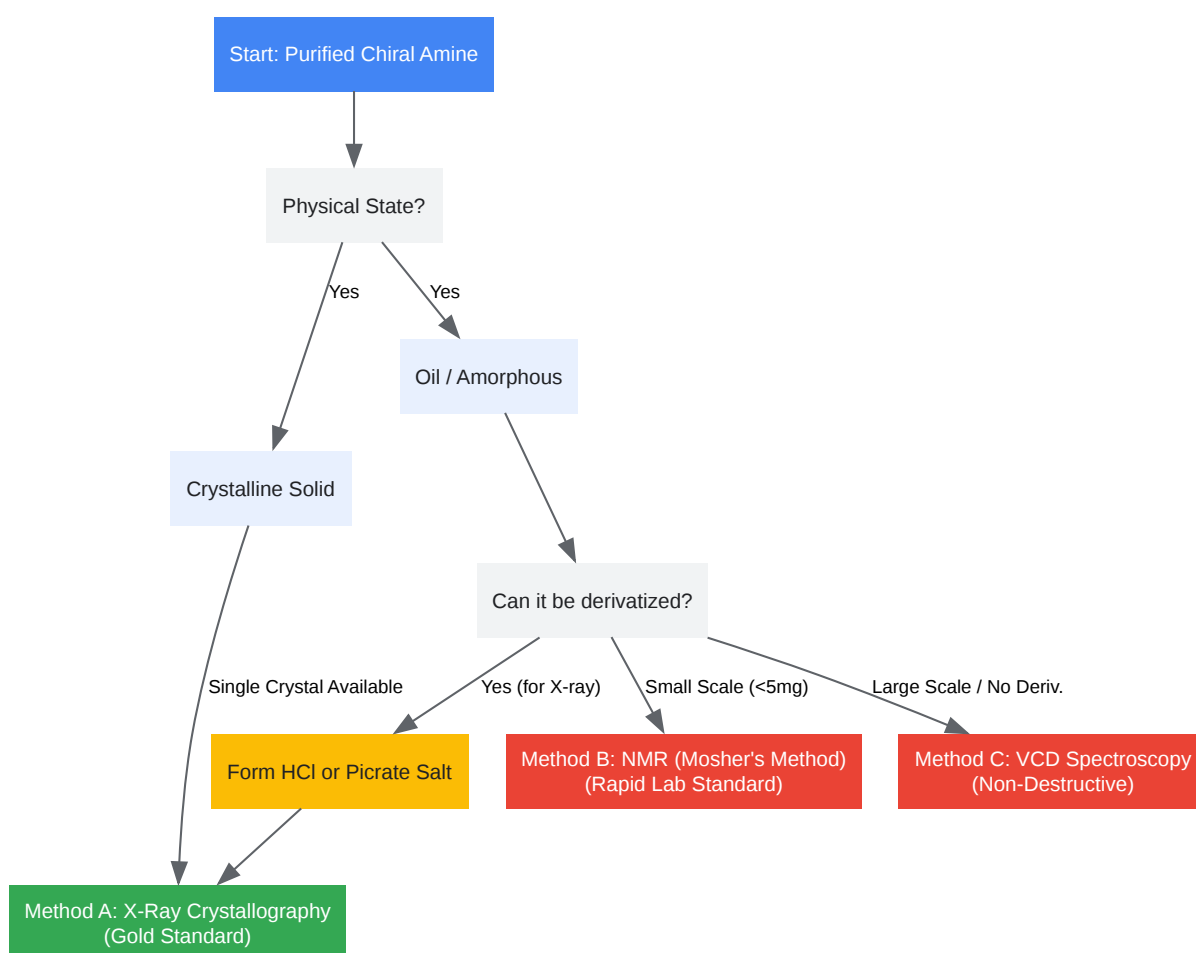 Start: Purified Chiral Amine
Physical State?
Yes
Yes
Oil / Amorphous
Crystalline Solid
Can it be derivatized?
Single Crystal Available
Yes (for X-ray)
Small Scale (<5mg)
Large Scale / No Deriv.
Form HCl or Picrate Salt
Method B: NMR (Mosher's Method)
(Rapid Lab Standard)
Method C: VCD Spectroscopy
(Non-Destructive)
Method A: X-Ray Crystallography
(Gold Standard)